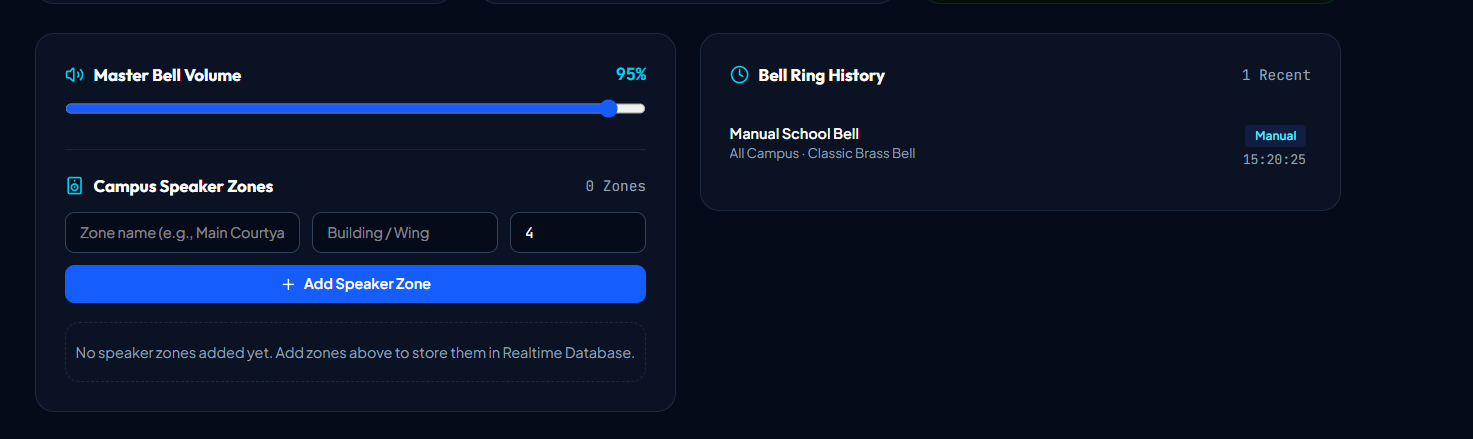 Master Bell Volume
95%
Campus Speaker Zones
0 Zones
Zone name (e.g., Main Courtya
Building / Wing
4
+ Add Speaker Zone
No speaker zones added yet. Add zones above to store them in Realtime Database.
Bell Ring History
1 Recent
Manual School Bell
Manual
All Campus · Classic Brass Bell
15:20:25